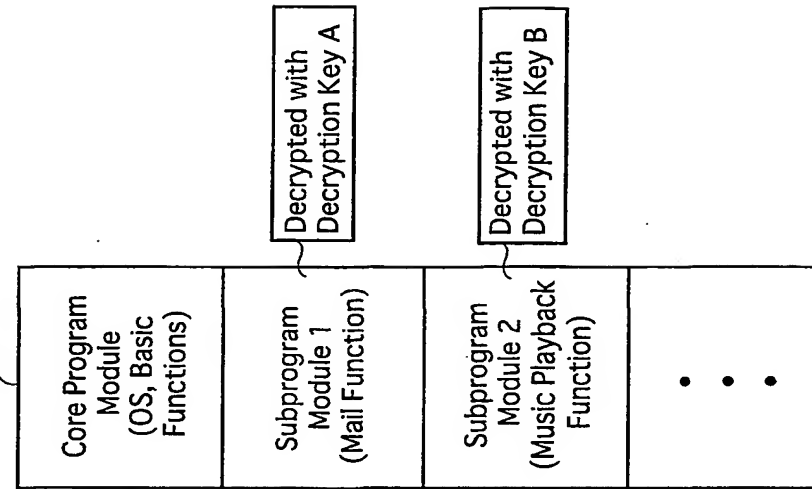 Core Program
Module
(OS, Basic
Functions)
Subprogram
Module 1
(Mail Function)
Decrypted with
Decryption Key A
Subprogram
Module 2
(Music Playback
Function)
Decrypted with
Decryption Key B
• • •